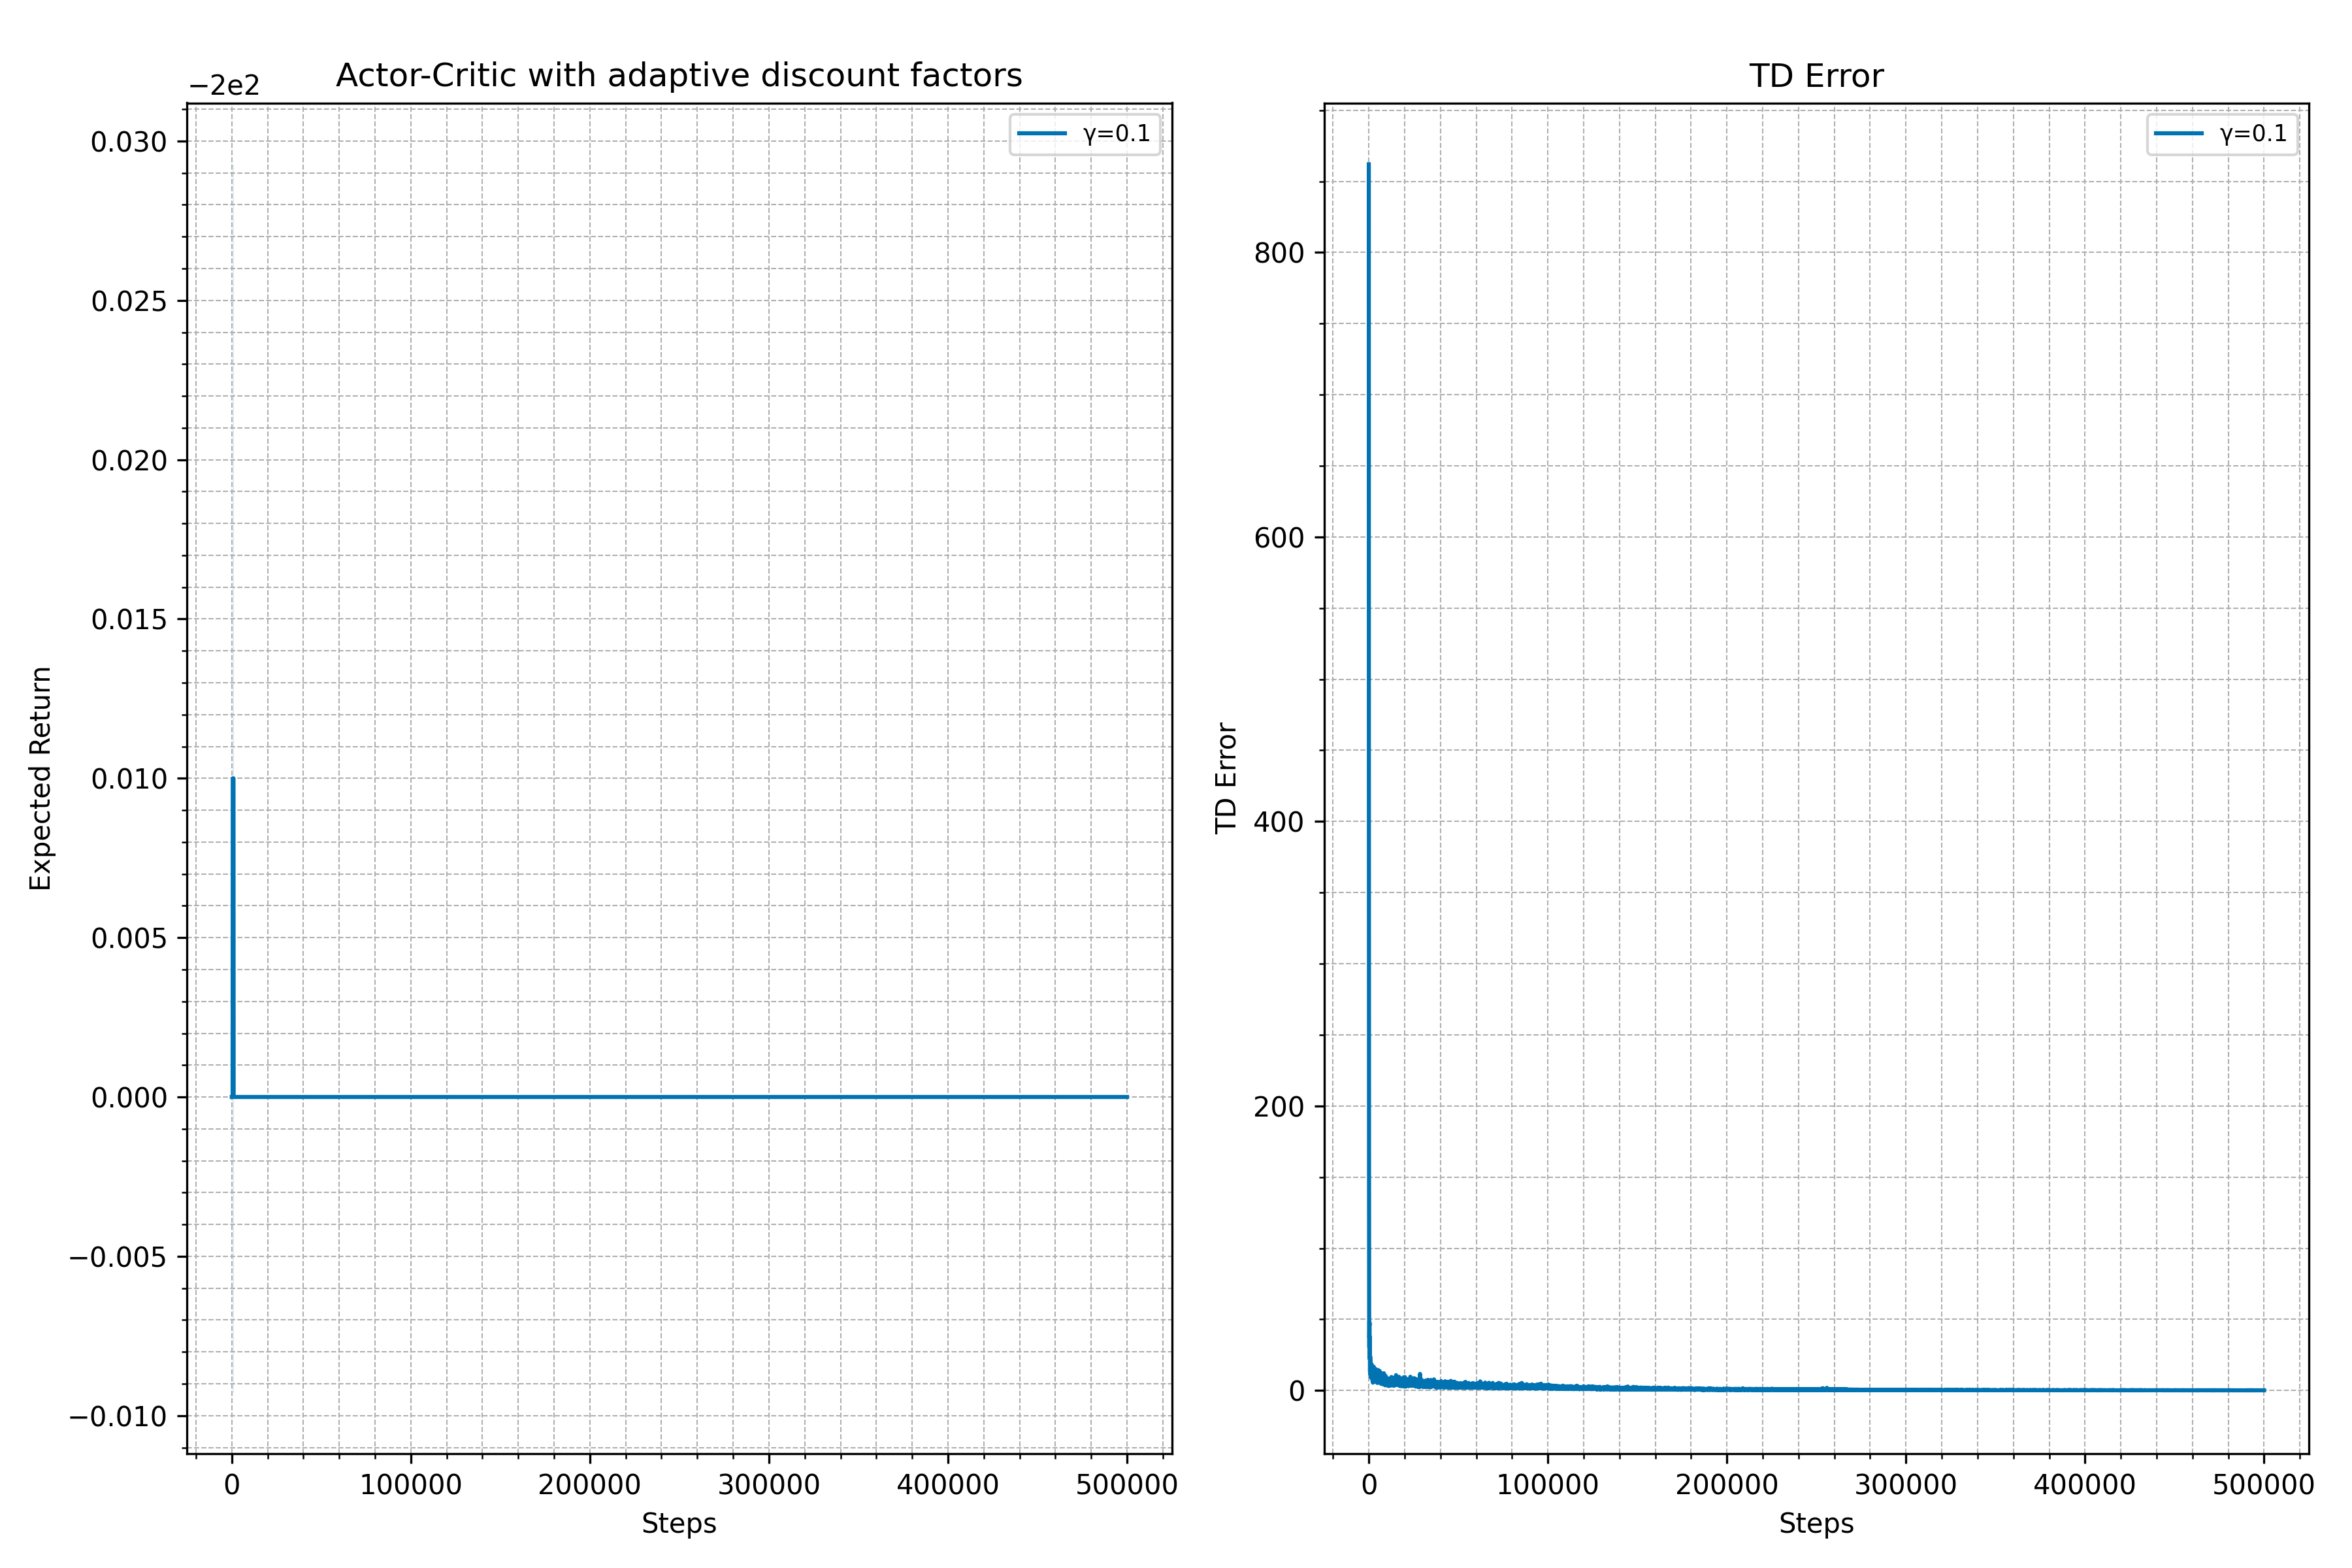 Actor-Critic with adaptive discount factors
−2e2
γ=0.1
0.030
0.025
0.020
0.015
0.010
0.005
0.000
−0.005
−0.010
Expected Return
0 100000 200000 300000 400000 500000
Steps
TD Error
γ=0.1
800
600
400
200
0
TD Error
0 100000 200000 300000 400000 500000
Steps